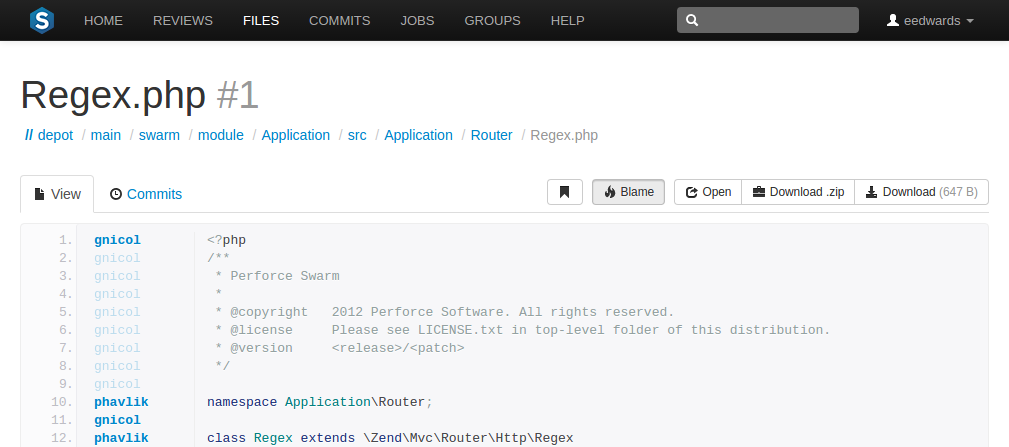 S HOME REVIEWS FILES COMMITS JOBS GROUPS HELP eedwards
Regex.php #1
// depot / main / swarm / module / Application / src / Application / Router / Regex.php
View Commits Blame Open Download .zip Download (647 B)
1. gnicol <?php
2. gnicol /**
3. gnicol * Perforce Swarm
4. gnicol *
5. gnicol * @copyright 2012 Perforce Software. All rights reserved.
6. gnicol * @license Please see LICENSE.txt in top-level folder of this distribution.
7. gnicol * @version <release>/<patch>
8. gnicol */
9. gnicol
10. phavlik namespace Application\Router;
11. gnicol
12. phavlik class Regex extends \Zend\Mvc\Router\Http\Regex